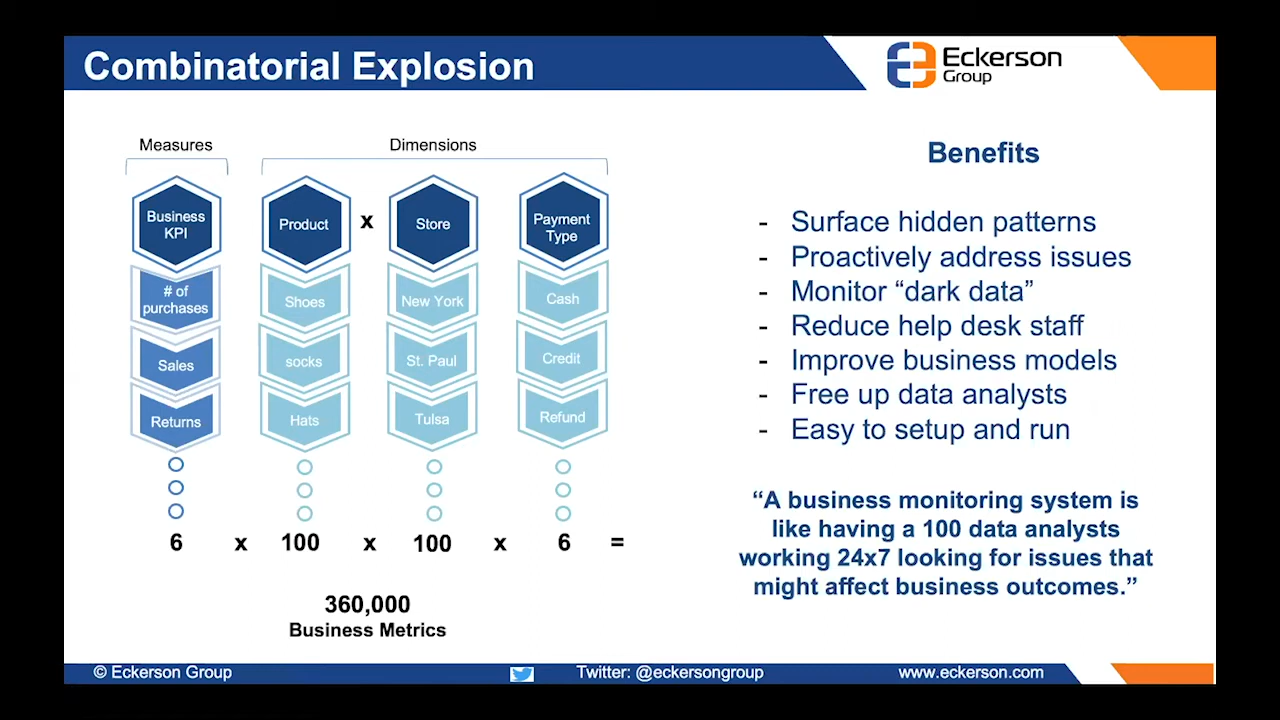 Combinatorial Explosion
Eckerson
Group
Measures
Dimensions
Business
KPI
Product
x
Store
Payment
Type
# of
purchases
Shoes
New York
Cash
Sales
socks
St. Paul
Credit
Returns
Hats
Tulsa
Refund
6 x 100 x 100 x 6 =
360,000
Business Metrics
Benefits
- Surface hidden patterns
- Proactively address issues
- Monitor “dark data”
- Reduce help desk staff
- Improve business models
- Free up data analysts
- Easy to setup and run
“A business monitoring system is
like having a 100 data analysts
working 24x7 looking for issues that
might affect business outcomes.”
© Eckerson Group
Twitter: @eckersongroup
www.eckerson.com